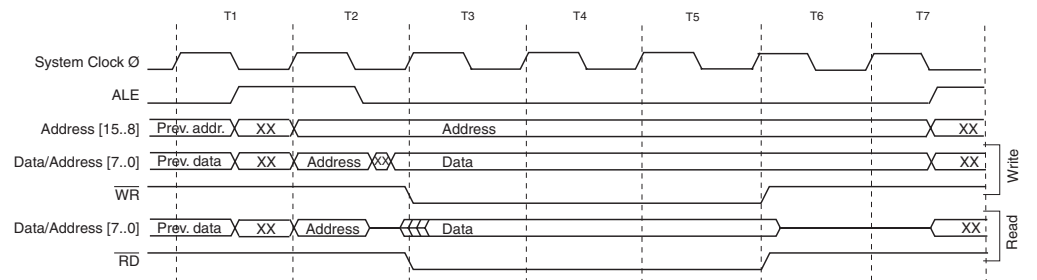 T1 T2 T3 T4 T5 T6 T7
System Clock Ø
ALE
Address [15..8] Prev. addr. XX Address XX
Data/Address [7..0] Prev. data XX Address XX Data XX
WR
Write
Data/Address [7..0] Prev. data XX Address Data XX
RD
Read